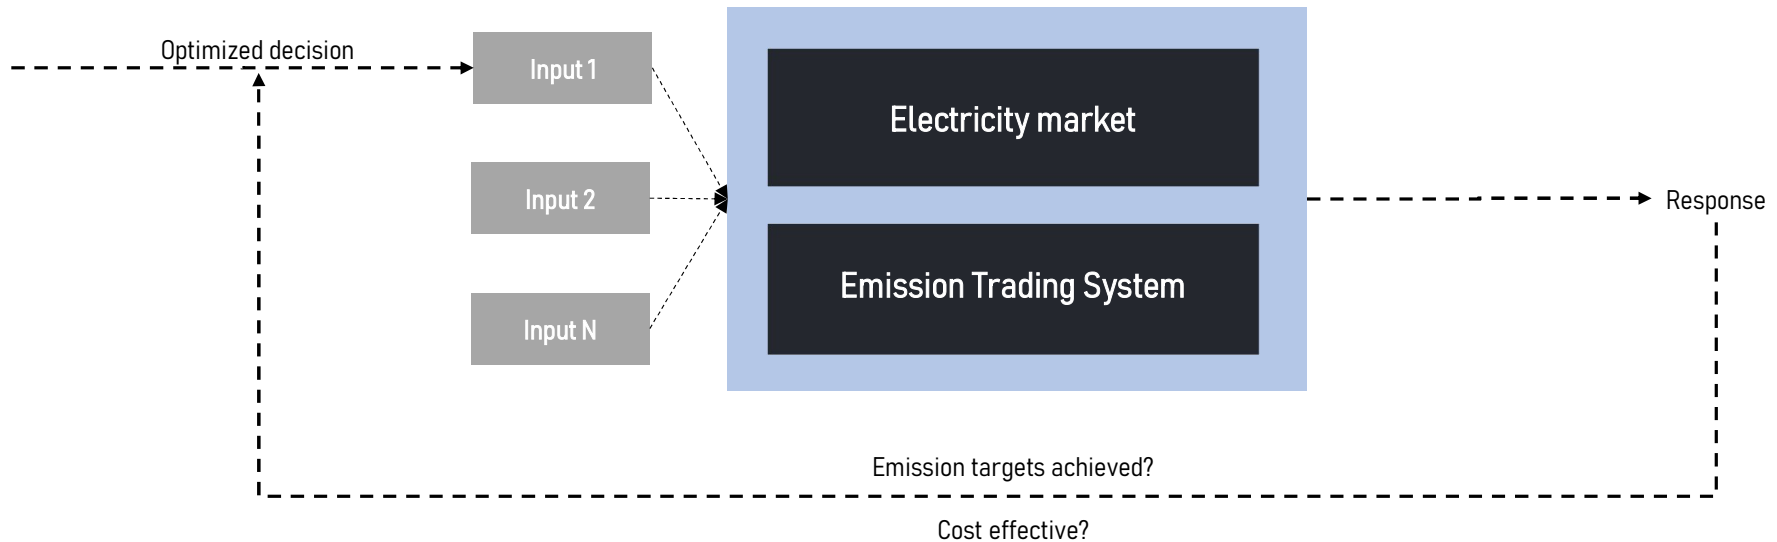 Optimized decision
Input 1
Electricity market
Input 2
Response
Emission Trading System
Input N
Emission targets achieved?
Cost effective?